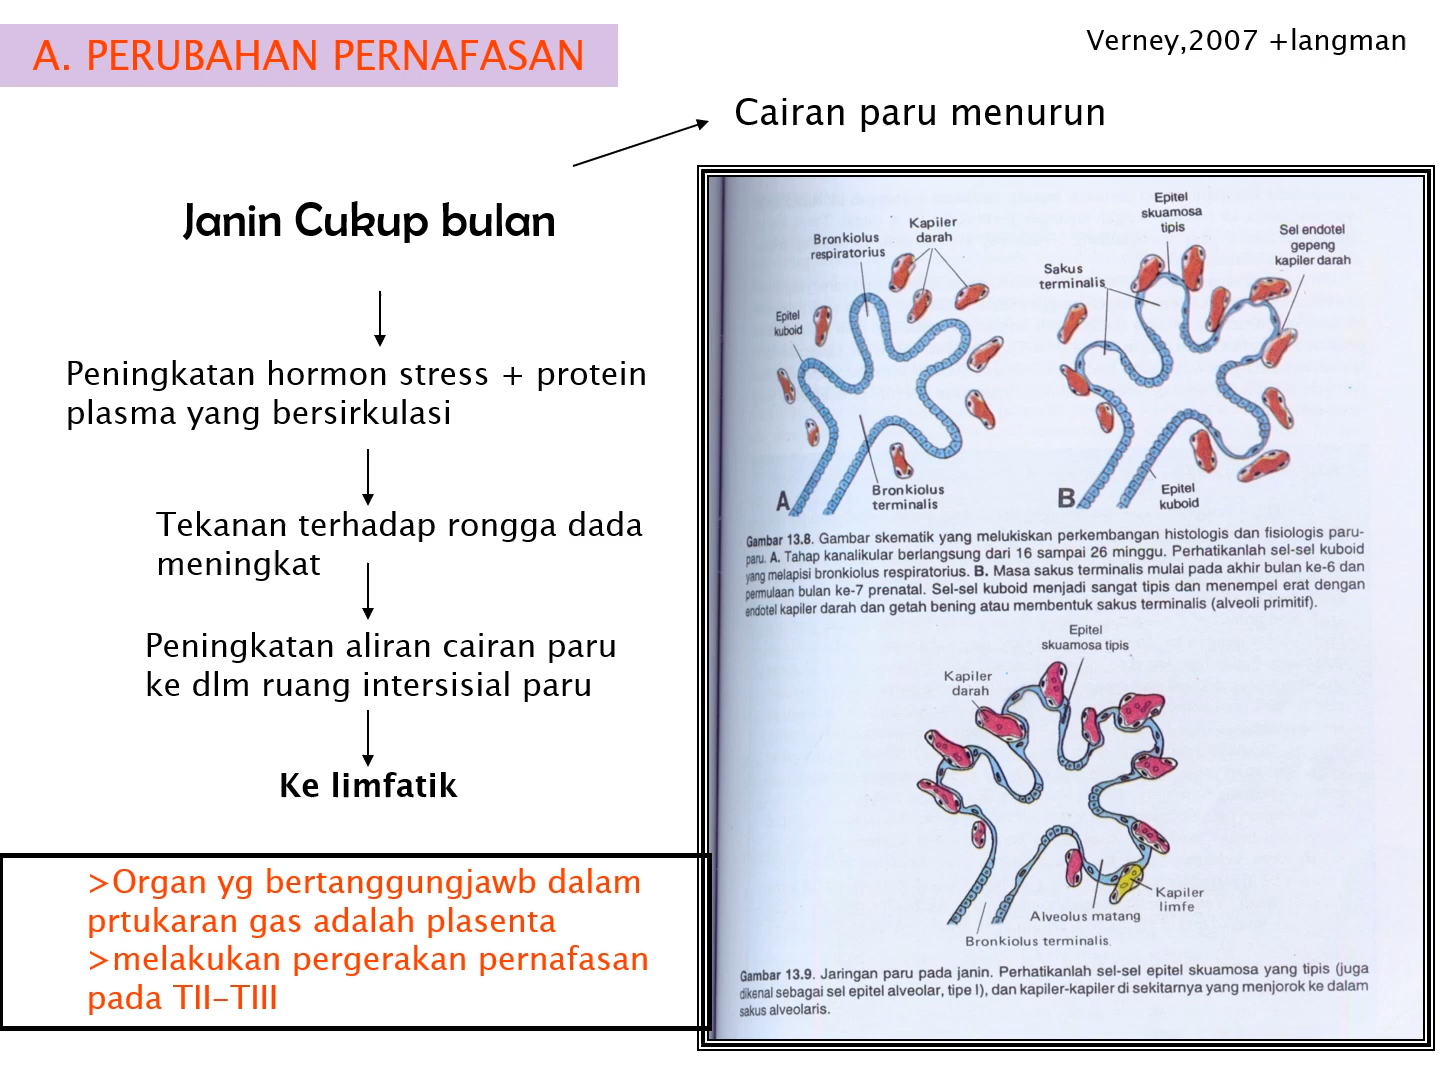 A. PERUBAHAN PERNAFASAN
Verney,2007 +langman
Cairan paru menurun
Janin Cukup bulan
Peningkatan hormon stress + protein
plasma yang bersirkulasi
Tekanan terhadap rongga dada
meningkat
Peningkatan aliran cairan paru
ke dlm ruang intersisial paru
Ke limfatik
>Organ yg bertanggungjawb dalam
prtukaran gas adalah plasenta
>melakukan pergerakan pernafasan
pada TII-TIII
Bronkiolus
respiratorius
Kapiler
darah
Epitel
kuboid
Bronkiolus
terminalis
A
Epitel
skuamosa
tipis
Sakus
terminalis
Sel endotel
gepeng
kapiler darah
Epitel
kuboid
B
Gambar 13.8. Gambar skematik yang melukiskan perkembangan histologis dan fisiologis paru-
paru. A. Tahap kanalikular berlangsung dari 16 sampai 26 minggu. Perhatikanlah sel-sel kuboid
yang melapisi bronkiolus respiratorius. B. Masa sakus terminalis mulai pada akhir bulan ke-6 dan
permulaan bulan ke-7 prenatal. Sel-sel kuboid menjadi sangat tipis dan menempel erat dengan
endotel kapiler darah dan getah bening atau membentuk sakus terminalis (alveoli primitif).
Epitel
skuamosa tipis
Kapiler
darah
Kapiler
limfe
Alveolus matang
Bronkiolus terminalis
Gambar 13.9. Jaringan paru pada janin. Perhatikanlah sel-sel epitel skuamosa yang tipis (juga
dikenal sebagai sel epitel alveolar, tipe I), dan kapiler-kapiler di sekitarnya yang menjorok ke dalam
sakus alveolaris.